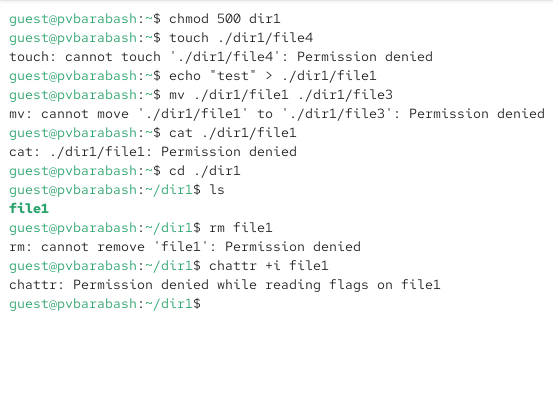 guest@pvbarabash:~$ chmod 500 dir1
guest@pvbarabash:~$ touch ./dir1/file4
touch: cannot touch './dir1/file4': Permission denied
guest@pvbarabash:~$ echo "test" > ./dir1/file1
guest@pvbarabash:~$ mv ./dir1/file1 ./dir1/file3
mv: cannot move './dir1/file1' to './dir1/file3': Permission denied
guest@pvbarabash:~$ cat ./dir1/file1
cat: ./dir1/file1: Permission denied
guest@pvbarabash:~$ cd ./dir1
guest@pvbarabash:~/dir1$ ls
file1
guest@pvbarabash:~/dir1$ rm file1
rm: cannot remove 'file1': Permission denied
guest@pvbarabash:~/dir1$ chattr +i file1
chattr: Permission denied while reading flags on file1
guest@pvbarabash:~/dir1$